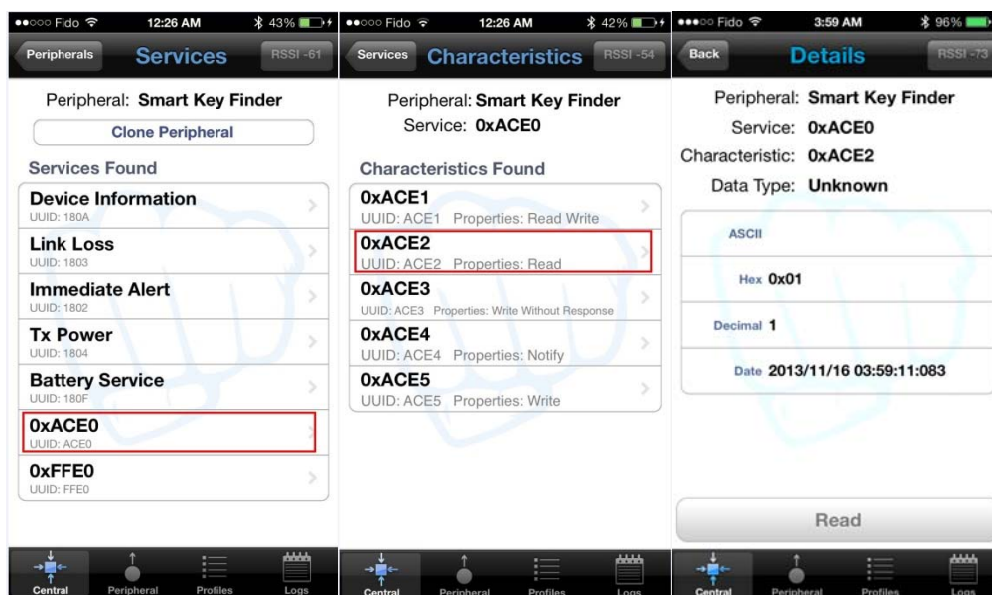 Fido 12:26 AM 43%
Peripherals Services RSSI -61
Peripheral: Smart Key Finder
Clone Peripheral
Services Found
Device Information
UUID: 180A
Link Loss
UUID: 1803
Immediate Alert
UUID: 1802
Tx Power
UUID: 1804
Battery Service
UUID: 180F
0xACE0
UUID: ACE0
0xFFE0
UUID: FFE0
Central Peripheral Profiles Logs
Fido 12:26 AM 42%
Services Characteristics RSSI -54
Peripheral: Smart Key Finder
Service: 0xACE0
Characteristics Found
0xACE1
UUID: ACE1 Properties: Read Write
0xACE2
UUID: ACE2 Properties: Read
0xACE3
UUID: ACE3 Properties: Write Without Response
0xACE4
UUID: ACE4 Properties: Notify
0xACE5
UUID: ACE5 Properties: Write
Central Peripheral Profiles Logs
Fido 3:59 AM 96%
Back Details RSSI -73
Peripheral: Smart Key Finder
Service: 0xACE0
Characteristic: 0xACE2
Data Type: Unknown
ASCII
Hex 0x01
Decimal 1
Date 2013/11/16 03:59:11:083
Read
Central Peripheral Profiles Logs